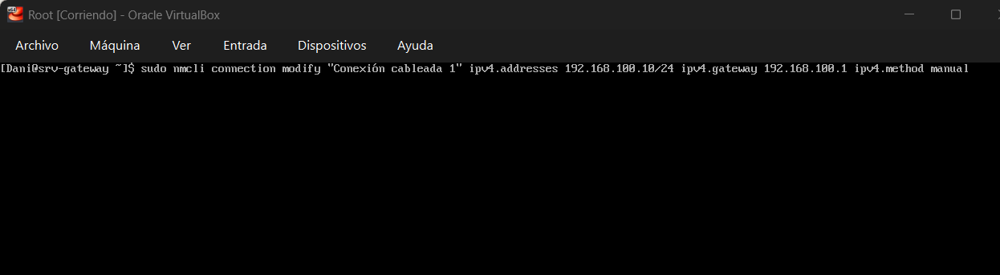 Root [Corriendo] - Oracle VirtualBox
Archivo Máquina Ver Entrada Dispositivos Ayuda
[Dani@srv-gateway ~]$ sudo nmcli connection modify "Conexión cableada 1" ipv4.addresses 192.168.100.10/24 ipv4.gateway 192.168.100.1 ipv4.method manual